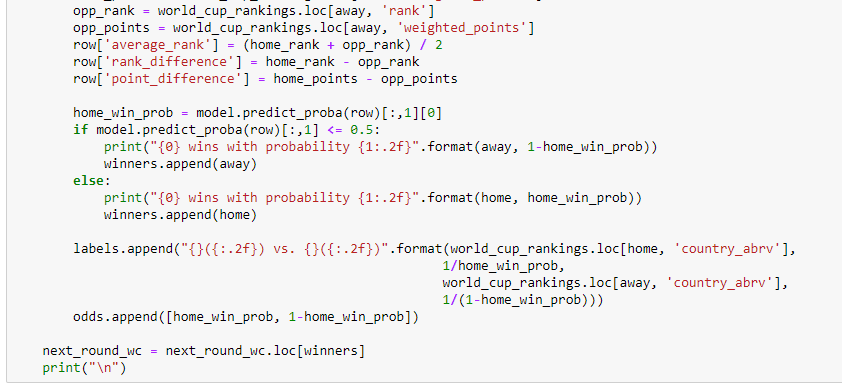 opp_rank = world_cup_rankings.loc[away, 'rank']
opp_points = world_cup_rankings.loc[away, 'weighted_points']
row['average_rank'] = (home_rank + opp_rank) / 2
row['rank_difference'] = home_rank - opp_rank
row['point_difference'] = home_points - opp_points
home_win_prob = model.predict_proba(row)[:,1][0]
if model.predict_proba(row)[:,1] <= 0.5:
print("{0} wins with probability {1:.2f}".format(away, 1-home_win_prob))
winners.append(away)
else:
print("{0} wins with probability {1:.2f}".format(home, home_win_prob))
winners.append(home)
labels.append("{}({:.2f}) vs. {}({:.2f})".format(world_cup_rankings.loc[home, 'country_abrv'],
1/home_win_prob,
world_cup_rankings.loc[away, 'country_abrv'],
1/(1-home_win_prob)))
odds.append([home_win_prob, 1-home_win_prob])
next_round_wc = next_round_wc.loc[winners]
print("\n")